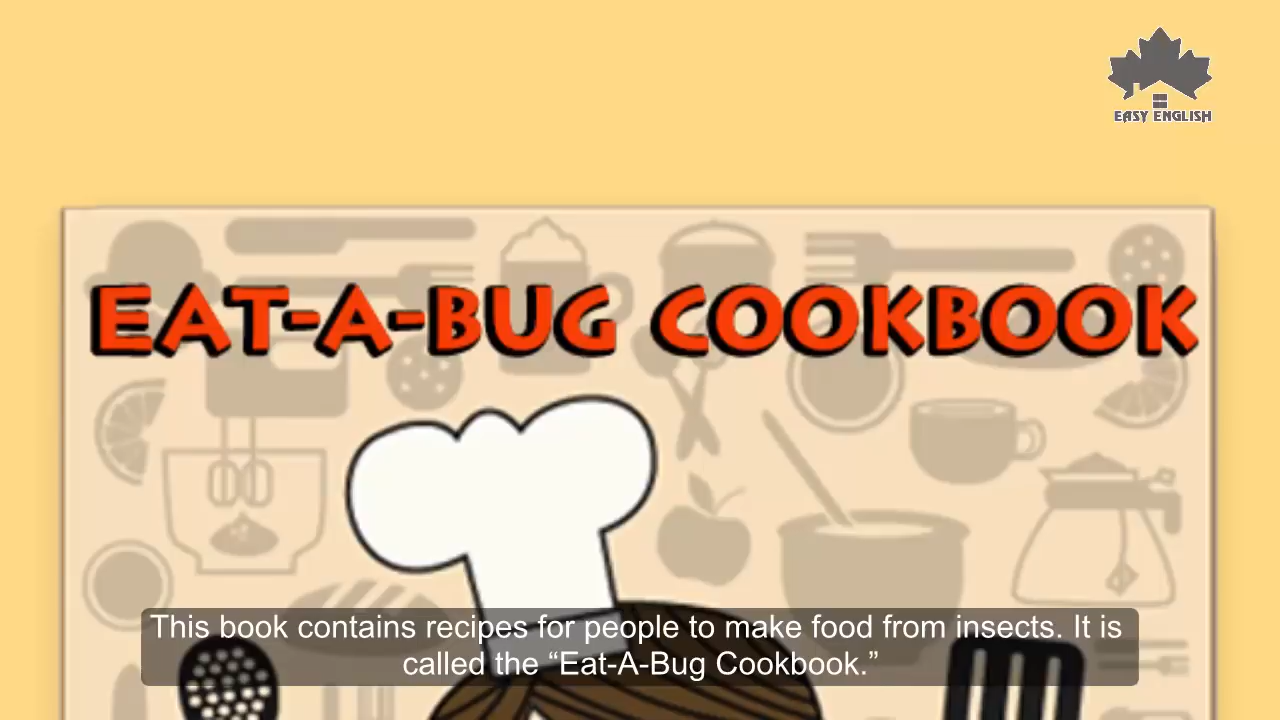 EASY ENGLISH
EAT-A-BUG COOKBOOK
This book contains recipes for people to make food from insects. It is
called the “Eat-A-Bug Cookbook.”